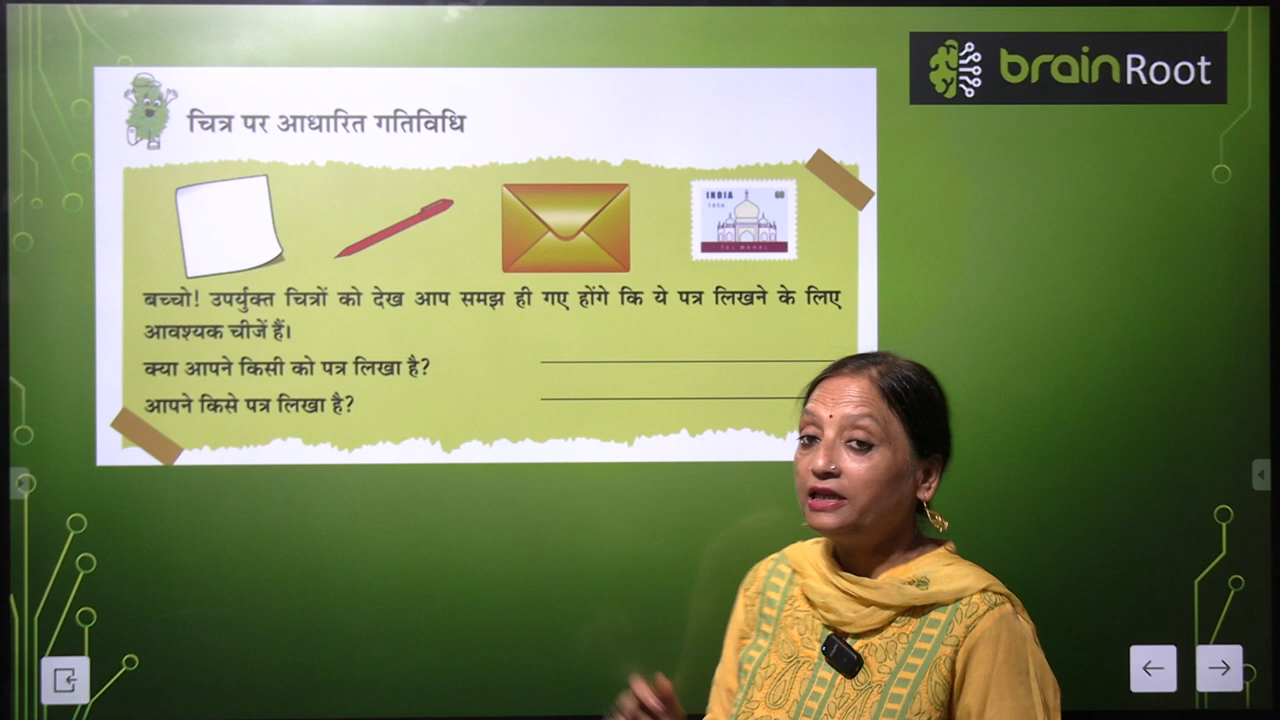 brainRoot
चित्र पर आधारित गतिविधि
INDIA 60
1956
TAJ MAHAL
बच्चो! उपर्युक्त चित्रों को देख आप समझ ही गए होंगे कि ये पत्र लिखने के लिए
आवश्यक चीजें हैं।
क्या आपने किसी को पत्र लिखा है?
आपने किसे पत्र लिखा है?